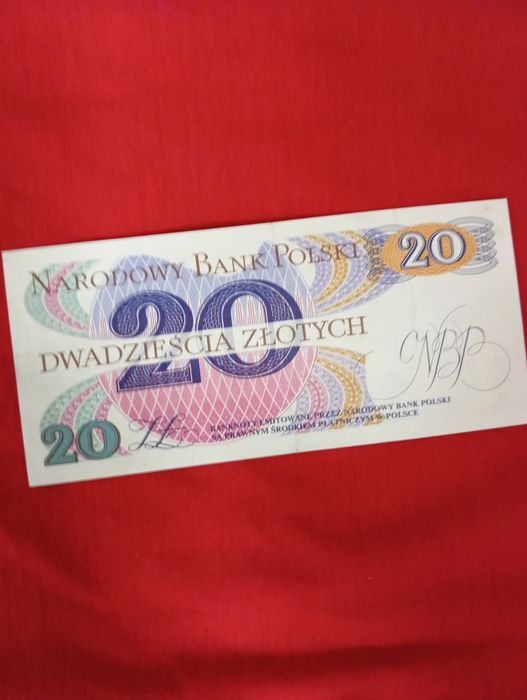 NARODOWY BANK POLSKI
20
20
DWADZIEŚCIA ZŁOTYCH
NBP
20
ZŁ
BANKNOTY EMITOWANE PRZEZ NARODOWY BANK POLSKI
SĄ PRAWNYM ŚRODKIEM PŁATNICZYM W POLSCE